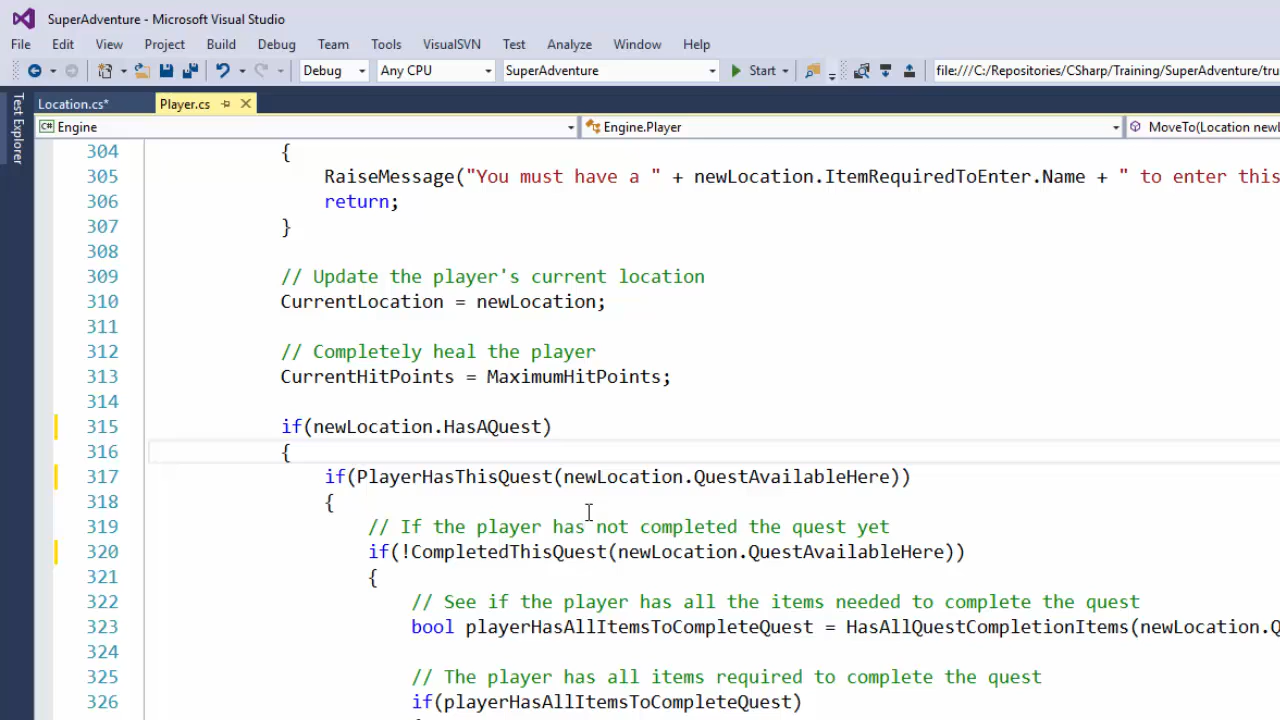 SuperAdventure - Microsoft Visual Studio
File Edit View Project Build Debug Team Tools VisualSVN Test Analyze Window Help
Debug Any CPU SuperAdventure Start file:///C:/Repositories/CSharp/Training/SuperAdventure/tru
Test Explorer
Location.cs* Player.cs
C# Engine Engine.Player MoveTo(Location newL
304 {
305 RaiseMessage("You must have a " + newLocation.ItemRequiredToEnter.Name + " to enter this
306 return;
307 }
308
309 // Update the player's current location
310 CurrentLocation = newLocation;
311
312 // Completely heal the player
313 CurrentHitPoints = MaximumHitPoints;
314
315 if(newLocation.HasAQuest)
316 {
317 if(PlayerHasThisQuest(newLocation.QuestAvailableHere))
318 {
319 // If the player has not completed the quest yet
320 if(!CompletedThisQuest(newLocation.QuestAvailableHere))
321 {
322 // See if the player has all the items needed to complete the quest
323 bool playerHasAllItemsToCompleteQuest = HasAllQuestCompletionItems(newLocation.Q
324
325 // The player has all items required to complete the quest
326 if(playerHasAllItemsToCompleteQuest)